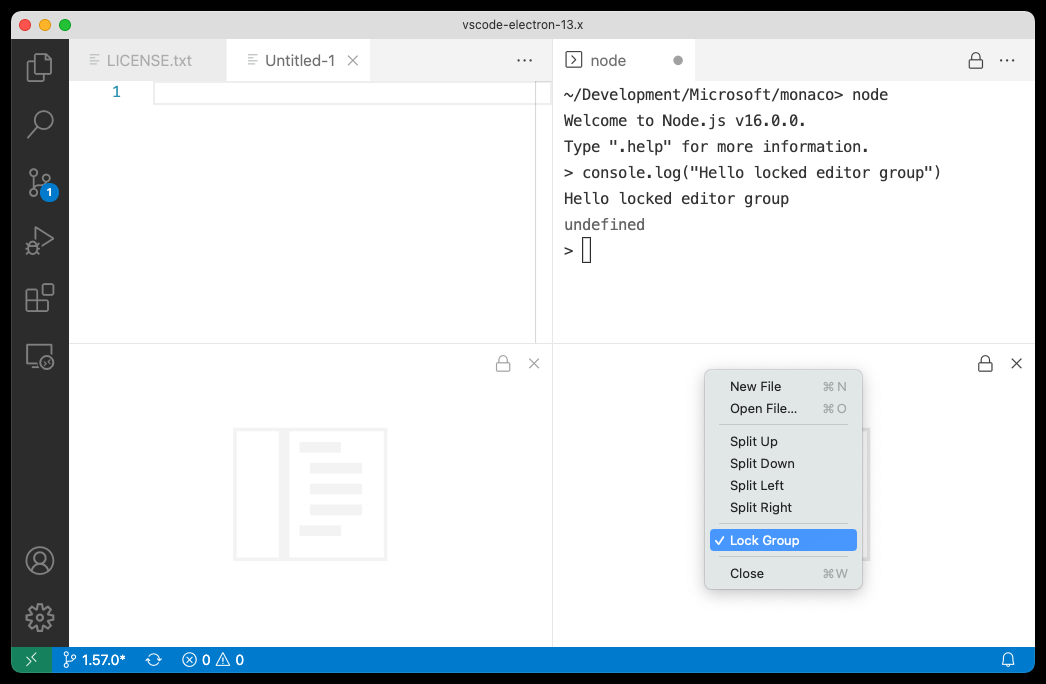 vscode-electron-13.x
LICENSE.txt
Untitled-1
1
node
~/Development/Microsoft/monaco> node
Welcome to Node.js v16.0.0.
Type ".help" for more information.
> console.log("Hello locked editor group")
Hello locked editor group
undefined
>
1
New File ⌘ N
Open File... ⌘ O
Split Up
Split Down
Split Left
Split Right
✓ Lock Group
Close ⌘ W
1.57.0* 0 0